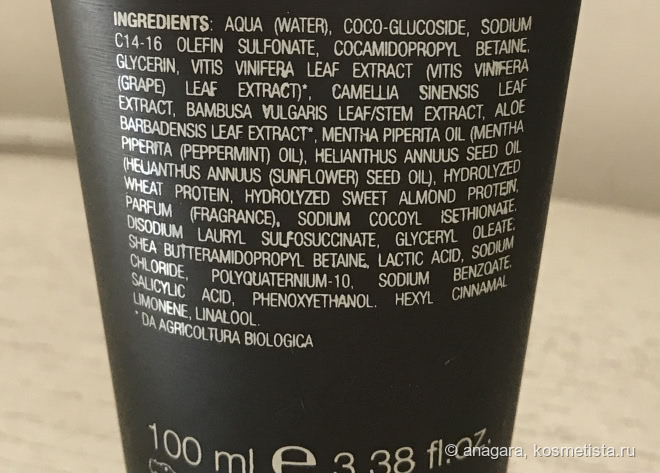 INGREDIENTS: AQUA (WATER), COCO-GLUCOSIDE, SODIUM
C14-16 OLEFIN SULFONATE, COCAMIDOPROPYL BETAINE,
GLYCERIN, VITIS VINIFERA LEAF EXTRACT (VITIS VINIFERA
(GRAPE) LEAF EXTRACT)*, CAMELLIA SINENSIS LEAF
EXTRACT, BAMBUSA VULGARIS LEAF/STEM EXTRACT, ALOE
BARBADENSIS LEAF EXTRACT*, MENTHA PIPERITA OIL (MENTHA
PIPERITA (PEPPERMINT) OIL), HELIANTHUS ANNUUS SEED OIL
(HELIANTHUS ANNUUS (SUNFLOWER) SEED OIL), HYDROLYZED
WHEAT PROTEIN, HYDROLYZED SWEET ALMOND PROTEIN,
PARFUM (FRAGRANCE), SODIUM COCOYL ISETHIONATE,
DISODIUM LAURYL SULFOSUCCINATE, GLYCERYL OLEATE,
SHEA BUTTERAMIDOPROPYL BETAINE, LACTIC ACID, SODIUM
CHLORIDE, POLYQUATERNIUM-10, SODIUM BENZOATE,
SALICYLIC ACID, PHENOXYETHANOL. HEXYL CINNAMAL
LIMONENE, LINALOOL.
* DA AGRICOLTURA BIOLOGICA
100 ml e 3.38 fl.oz.
© anagara, kosmetista.ru